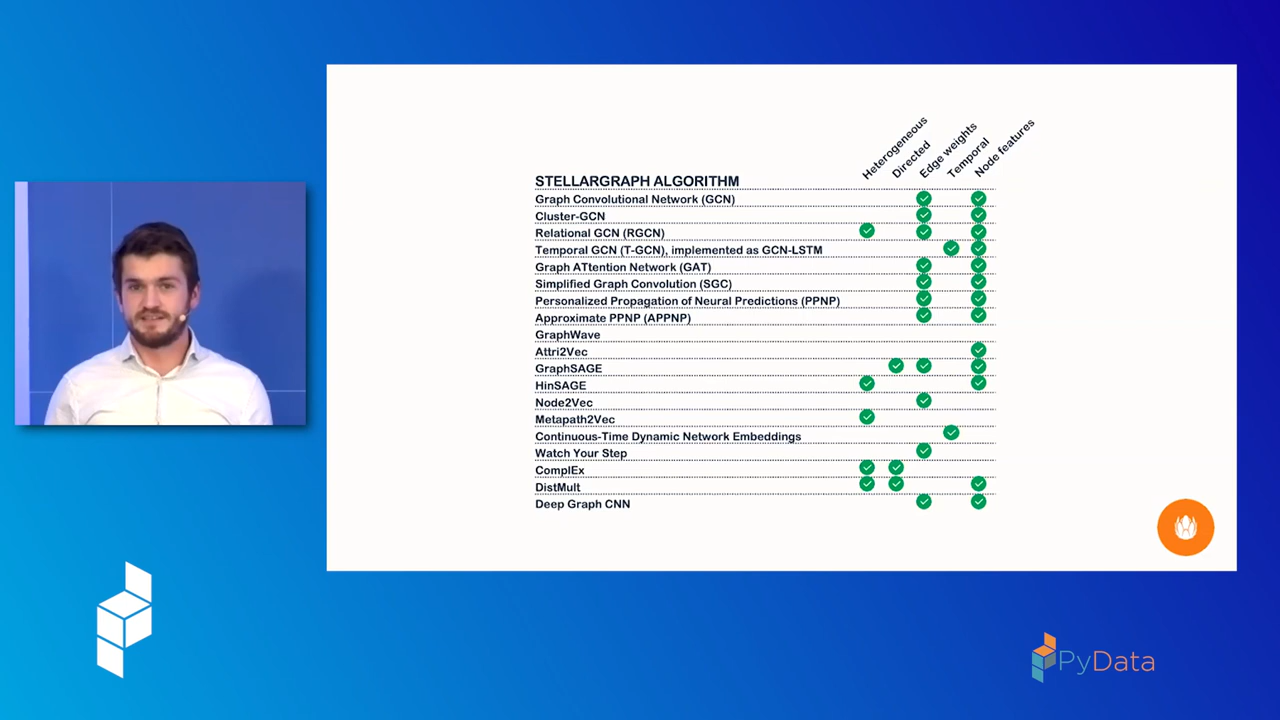 Heterogeneous
Directed
Edge weights
Temporal
Node features
STELLARGRAPH ALGORITHM
Graph Convolutional Network (GCN)
Cluster-GCN
Relational GCN (RGCN)
Temporal GCN (T-GCN), implemented as GCN-LSTM
Graph ATtention Network (GAT)
Simplified Graph Convolution (SGC)
Personalized Propagation of Neural Predictions (PPNP)
Approximate PPNP (APPNP)
GraphWave
Attri2Vec
GraphSAGE
HinSAGE
Node2Vec
Metapath2Vec
Continuous-Time Dynamic Network Embeddings
Watch Your Step
ComplEx
DistMult
Deep Graph CNN
PyData